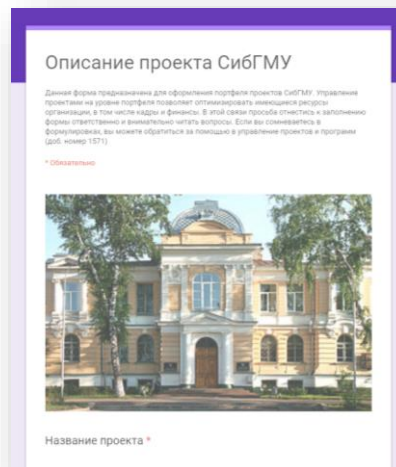 Описание проекта СибГМУ
Данная форма предназначена для оформления портфеля проектов СибГМУ. Управление
проектами на уровне портфеля позволяет оптимизировать имеющиеся ресурсы
организации, в том числе кадры и финансы. В этой связи просьба отнестись к заполнению
формы ответственно и внимательно читать вопросы. Если вы сомневаетесь в
формулировках, вы можете обратиться за помощью в управление проектов и программ
(доб. номер 1571)
* Обязательно
Название проекта *